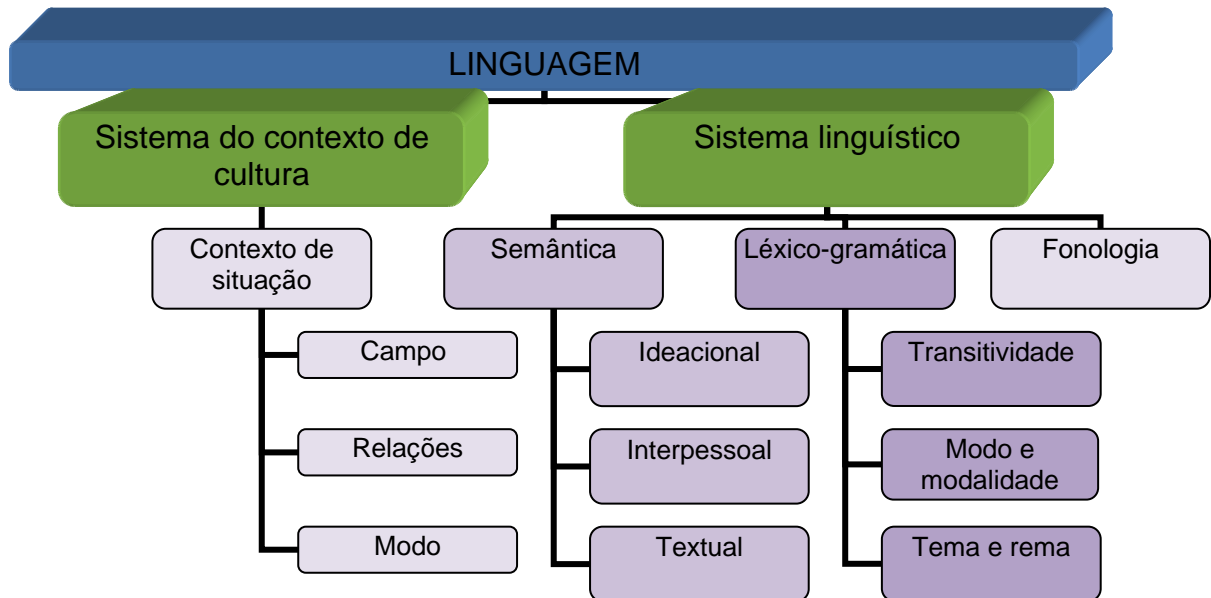 LINGUAGEM
Sistema do contexto de
cultura
Sistema linguístico
Contexto de
situação
Semântica
Léxico-gramática
Fonologia
Campo
Ideacional
Transitividade
Relações
Interpessoal
Modo e
modalidade
Modo
Textual
Tema e rema